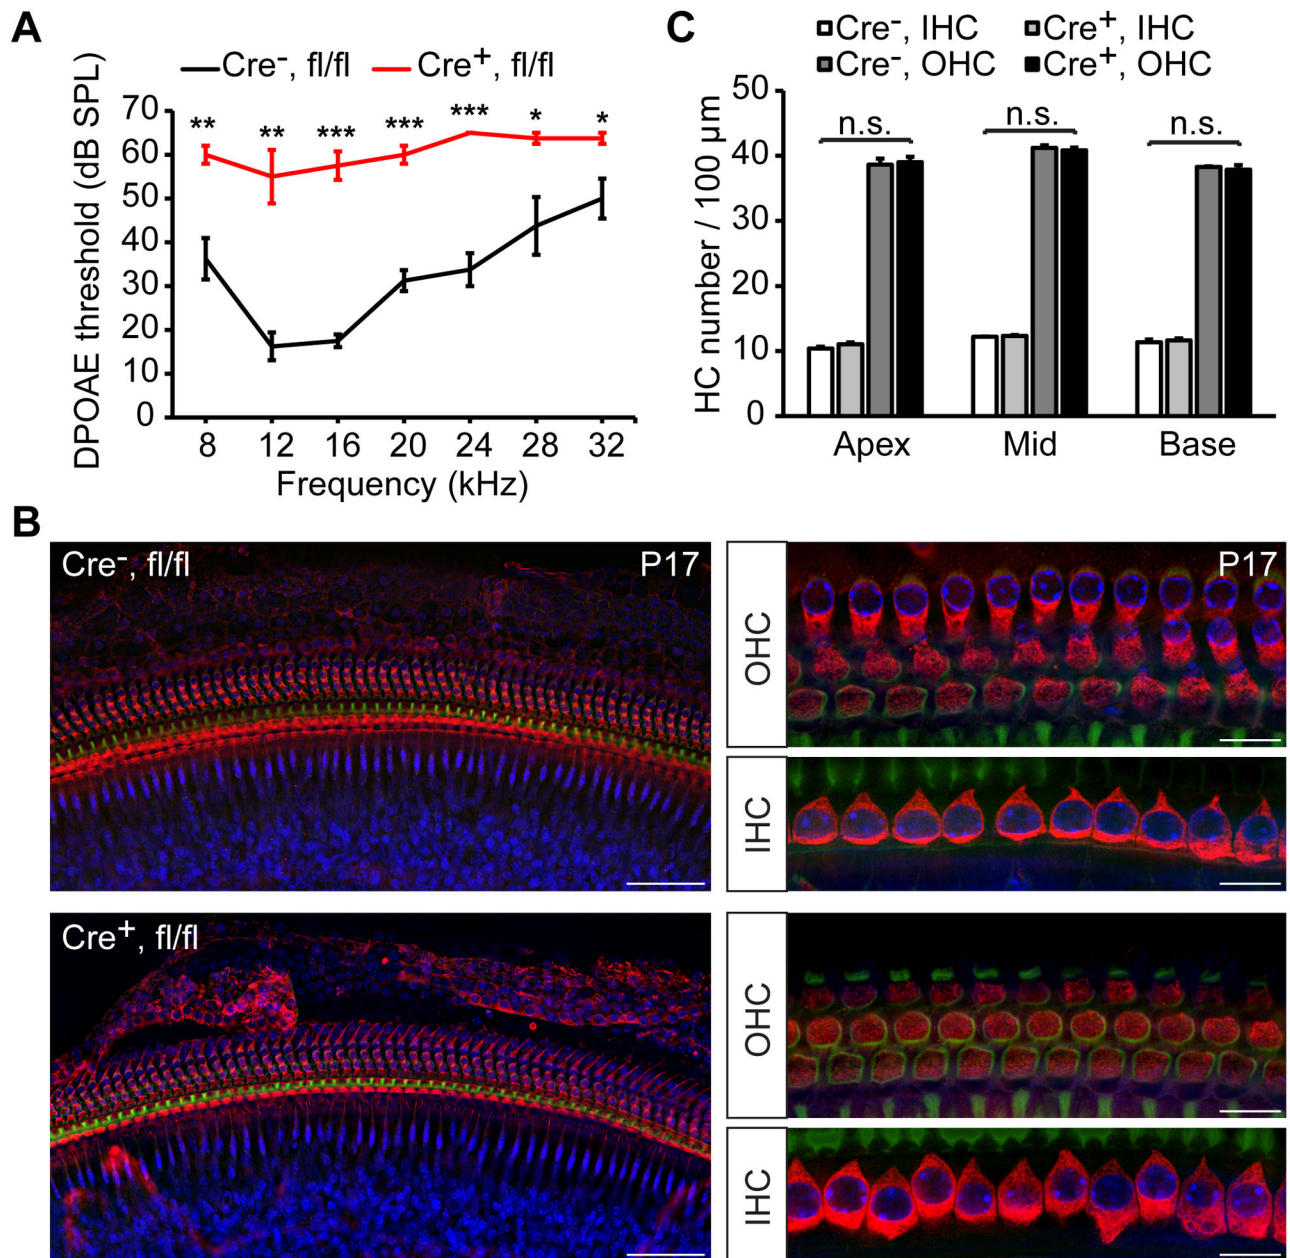 A
Cre⁻, fl/fl
Cre⁺, fl/fl
DPOAE threshold (dB SPL)
70
60
50
40
30
20
10
0
**
**
***
***
***
*
*
8 12 16 20 24 28 32
Frequency (kHz)
C
Cre⁻, IHC
Cre⁺, IHC
Cre⁻, OHC
Cre⁺, OHC
HC number / 100 µm
50
40
30
20
10
0
n.s.
n.s.
n.s.
Apex Mid Base
B
Cre⁻, fl/fl
P17
OHC
P17
IHC
Cre⁺, fl/fl
OHC
IHC